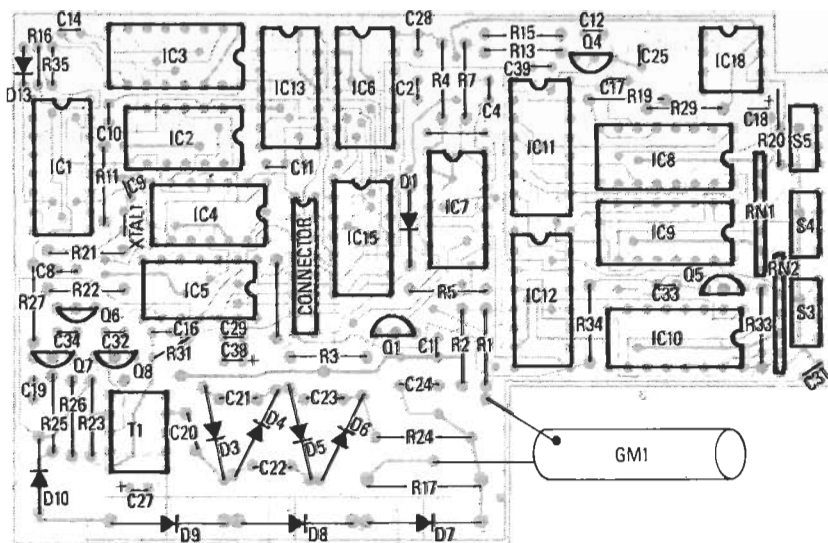 C14
C28
R15
C12
R16
R13
Q4
IC3
IC13
IC6
R4
R7
C25
IC18
R35
C39
C2
C17
R19
D13
C4
R29
C18
C10
IC2
IC11
R20
S5
IC1
IC8
C11
R11
C9
D1
IC7
XTAL1
IC4
CONNECTOR
IC15
RN1
S4
IC9
R21
IC8
RN2
Q5
IC5
R22
R5
IC12
C33
S3
R27
Q6
C16
C29
R34
IC10
R33
C34
C32
R31
C38
R3
Q1
C1
R2
R1
Q7
Q8
C31
C19
C21
C23
C24
R25
R26
R23
T1
C20
D3
D4
D5
D6
R24
GM1
C22
R17
D10
C27
D9
D8
D7